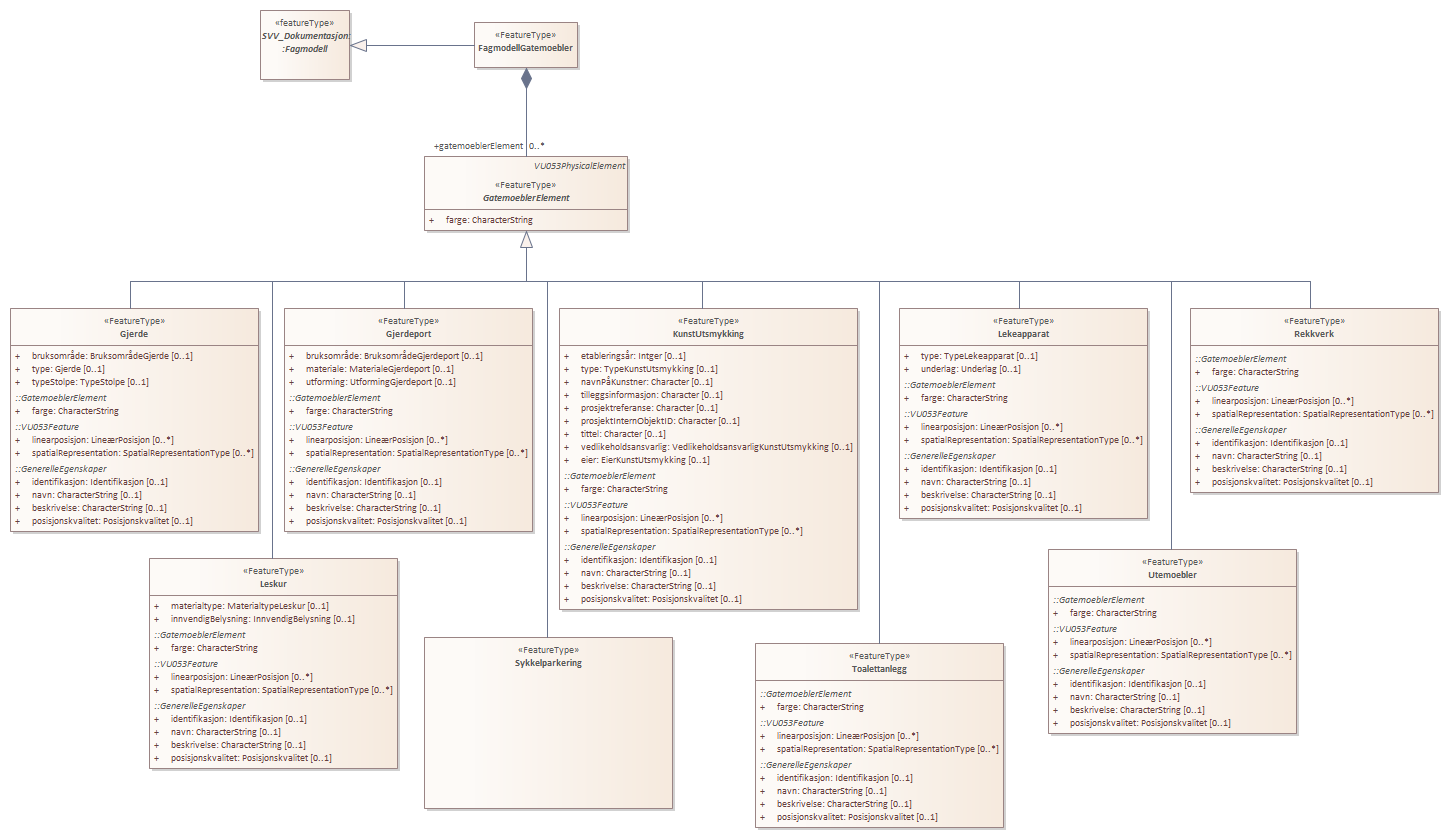 «featureType»
SVV_Dokumentasjon:
:Fagmodell
«FeatureType»
FagmodellGatemoebler
+gatemoeblerElement 0..*
VU053PhysicalElement
«FeatureType»
GatemoeblerElement
+ farge: CharacterString
«FeatureType»
Gjerde
+ bruksområde: BruksområdeGjerde [0..1]
+ type: Gjerde [0..1]
+ typeStolpe: TypeStolpe [0..1]
::GatemoeblerElement
+ farge: CharacterString
::VU053Feature
+ linearposisjon: LineærPosisjon [0..*]
+ spatialRepresentation: SpatialRepresentationType [0..*]
::GenerelleEgenskaper
+ identifikasjon: Identifikasjon [0..1]
+ navn: CharacterString [0..1]
+ beskrivelse: CharacterString [0..1]
+ posisjonskvalitet: Posisjonskvalitet [0..1]
«FeatureType»
Gjerdeport
+ bruksområde: BruksområdeGjerdeport [0..1]
+ materiale: MaterialeGjerdeport [0..1]
+ utforming: UtformingGjerdeport [0..1]
::GatemoeblerElement
+ farge: CharacterString
::VU053Feature
+ linearposisjon: LineærPosisjon [0..*]
+ spatialRepresentation: SpatialRepresentationType [0..*]
::GenerelleEgenskaper
+ identifikasjon: Identifikasjon [0..1]
+ navn: CharacterString [0..1]
+ beskrivelse: CharacterString [0..1]
+ posisjonskvalitet: Posisjonskvalitet [0..1]
«FeatureType»
KunstUtsmykking
+ etableringsår: Intger [0..1]
+ type: TypeKunstUtsmykking [0..1]
+ navnPåKunstner: Character [0..1]
+ tilleggsinformasjon: Character [0..1]
+ prosjektreferanse: Character [0..1]
+ prosjektInternObjektID: Character [0..1]
+ tittel: Character [0..1]
+ vedlikeholdsansvarlig: VedlikeholdsansvarligKunstUtsmykking [0..1]
+ eier: EierKunstUtsmykking [0..1]
::GatemoeblerElement
+ farge: CharacterString
::VU053Feature
+ linearposisjon: LineærPosisjon [0..*]
+ spatialRepresentation: SpatialRepresentationType [0..*]
::GenerelleEgenskaper
+ identifikasjon: Identifikasjon [0..1]
+ navn: CharacterString [0..1]
+ beskrivelse: CharacterString [0..1]
+ posisjonskvalitet: Posisjonskvalitet [0..1]
«FeatureType»
Lekeapparat
+ type: TypeLekeapparat [0..1]
+ underlag: Underlag [0..1]
::GatemoeblerElement
+ farge: CharacterString
::VU053Feature
+ linearposisjon: LineærPosisjon [0..*]
+ spatialRepresentation: SpatialRepresentationType [0..*]
::GenerelleEgenskaper
+ identifikasjon: Identifikasjon [0..1]
+ navn: CharacterString [0..1]
+ beskrivelse: CharacterString [0..1]
+ posisjonskvalitet: Posisjonskvalitet [0..1]
«FeatureType»
Rekkverk
::GatemoeblerElement
+ farge: CharacterString
::VU053Feature
+ linearposisjon: LineærPosisjon [0..*]
+ spatialRepresentation: SpatialRepresentationType [0..*]
::GenerelleEgenskaper
+ identifikasjon: Identifikasjon [0..1]
+ navn: CharacterString [0..1]
+ beskrivelse: CharacterString [0..1]
+ posisjonskvalitet: Posisjonskvalitet [0..1]
«FeatureType»
Leskur
+ materialtype: MaterialtypeLeskur [0..1]
+ innvendigBelysning: InnvendigBelysning [0..1]
::GatemoeblerElement
+ farge: CharacterString
::VU053Feature
+ linearposisjon: LineærPosisjon [0..*]
+ spatialRepresentation: SpatialRepresentationType [0..*]
::GenerelleEgenskaper
+ identifikasjon: Identifikasjon [0..1]
+ navn: CharacterString [0..1]
+ beskrivelse: CharacterString [0..1]
+ posisjonskvalitet: Posisjonskvalitet [0..1]
«FeatureType»
Sykkelparkering
«FeatureType»
Toalettanlegg
::GatemoeblerElement
+ farge: CharacterString
::VU053Feature
+ linearposisjon: LineærPosisjon [0..*]
+ spatialRepresentation: SpatialRepresentationType [0..*]
::GenerelleEgenskaper
+ identifikasjon: Identifikasjon [0..1]
+ navn: CharacterString [0..1]
+ beskrivelse: CharacterString [0..1]
+ posisjonskvalitet: Posisjonskvalitet [0..1]
«FeatureType»
Utemoebler
::GatemoeblerElement
+ farge: CharacterString
::VU053Feature
+ linearposisjon: LineærPosisjon [0..*]
+ spatialRepresentation: SpatialRepresentationType [0..*]
::GenerelleEgenskaper
+ identifikasjon: Identifikasjon [0..1]
+ navn: CharacterString [0..1]
+ beskrivelse: CharacterString [0..1]
+ posisjonskvalitet: Posisjonskvalitet [0..1]